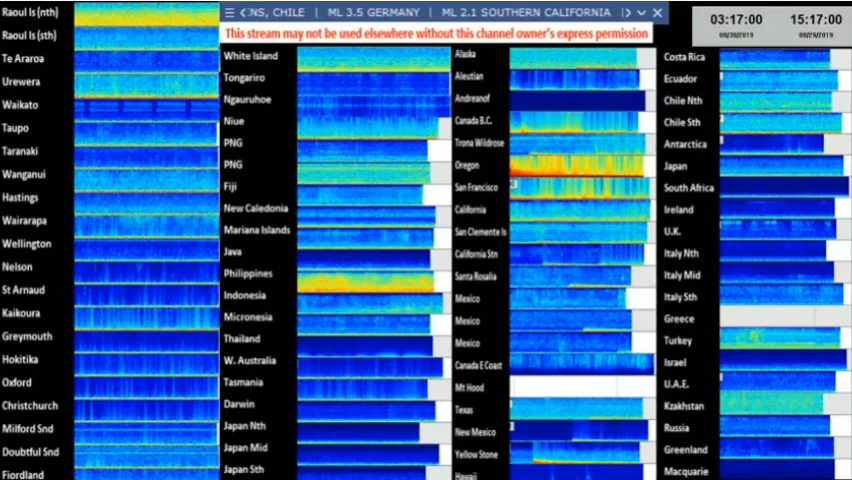 Raoul Is (nth)
Raoul Is (sth)
Te Araroa
Urewera
Waikato
Taupo
Taranaki
Wanganui
Hastings
Wairarapa
Wellington
Nelson
St Arnaud
Kaikoura
Greymouth
Hokitika
Oxford
Christchurch
Milford Snd
Doubtful Snd
Fiordland
NS, CHILE | ML 3.5 GERMANY | ML 2.1 SOUTHERN CALIFORNIA |
This stream may not be used elsewhere without this channel owner's express permission
White Island
Tongariro
Ngauruhoe
Niue
PNG
PNG
Fiji
New Caledonia
Mariana Islands
Java
Philippines
Indonesia
Micronesia
Thailand
W. Australia
Tasmania
Darwin
Japan Nth
Japan Mid
Japan Sth
Alaska
Aleutian
Andreanof
Canada B.C.
Trona Wildrose
Oregon
San Francisco
California
San Clemente Is
California Stn
Santa Rosalia
Mexico
Mexico
Mexico
Canada E Coast
Mt Hood
Texas
New Mexico
Yellow Stone
Hawaii
03:17:00 15:17:00
08/30/2019 08/29/2019
Costa Rica
Ecuador
Chile Nth
Chile Sth
Antarctica
Japan
South Africa
Ireland
U.K.
Italy Nth
Italy Mid
Italy Sth
Greece
Turkey
Israel
U.A.E.
Kzakhstan
Russia
Greenland
Macquarie